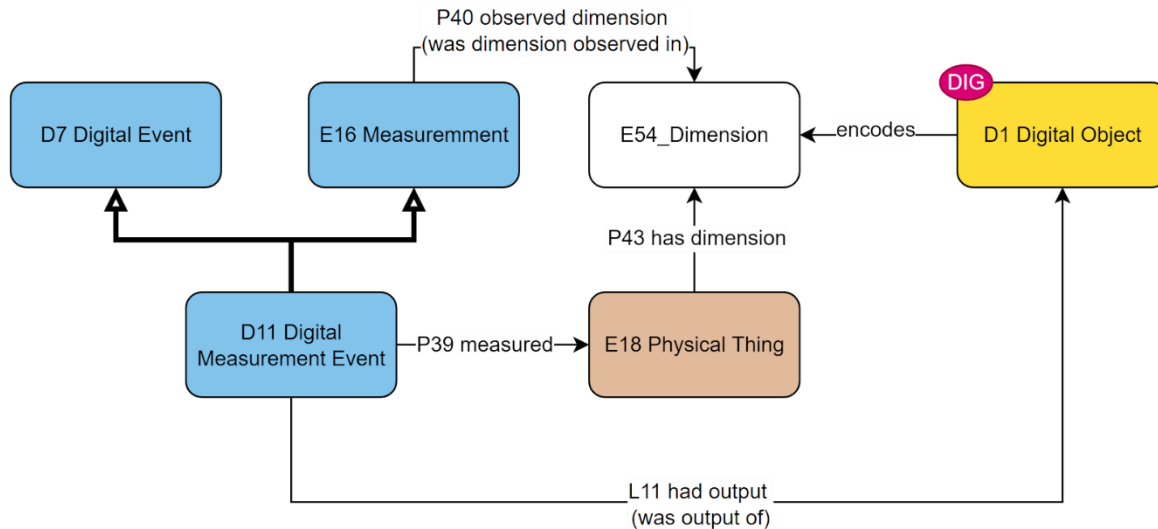 P40 observed dimension
(was dimension observed in)
DIG
D7 Digital Event
E16 Measuremment
E54_Dimension
encodes
D1 Digital Object
P43 has dimension
D11 Digital
Measurement Event
P39 measured
E18 Physical Thing
L11 had output
(was output of)